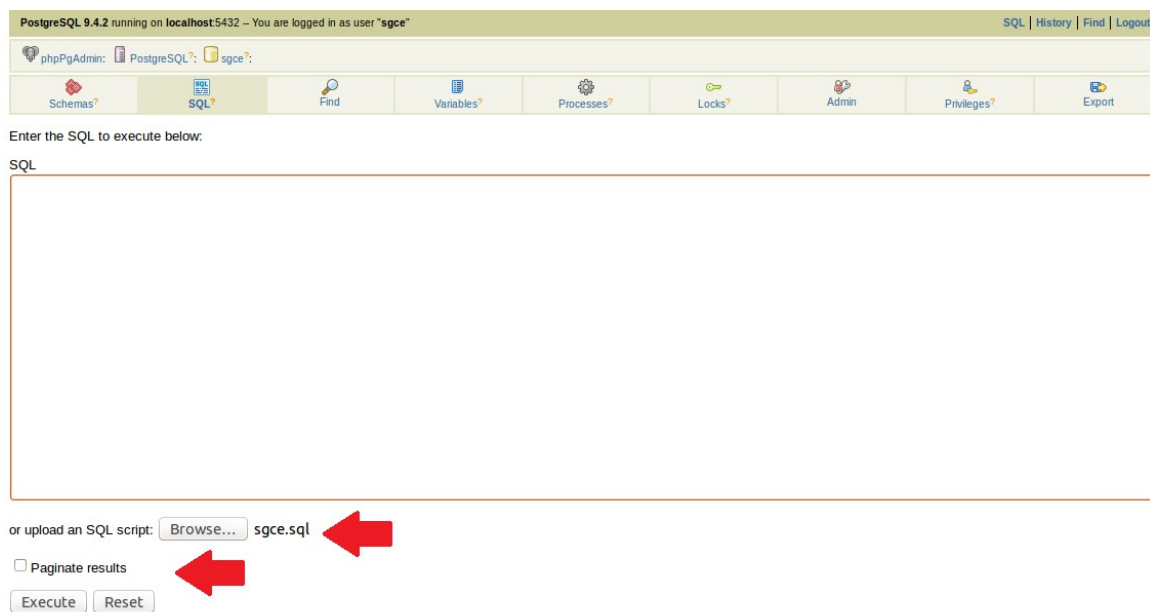 PostgreSQL 9.4.2 running on localhost:5432 -- You are logged in as user "sgce" SQL | History | Find | Logout
phpPgAdmin: PostgreSQL?: sgce?:
Schemas? SQL? Find Variables? Processes? Locks? Admin Privileges? Export
Enter the SQL to execute below:
SQL
or upload an SQL script: Browse... sgce.sql
Paginate results
Execute Reset